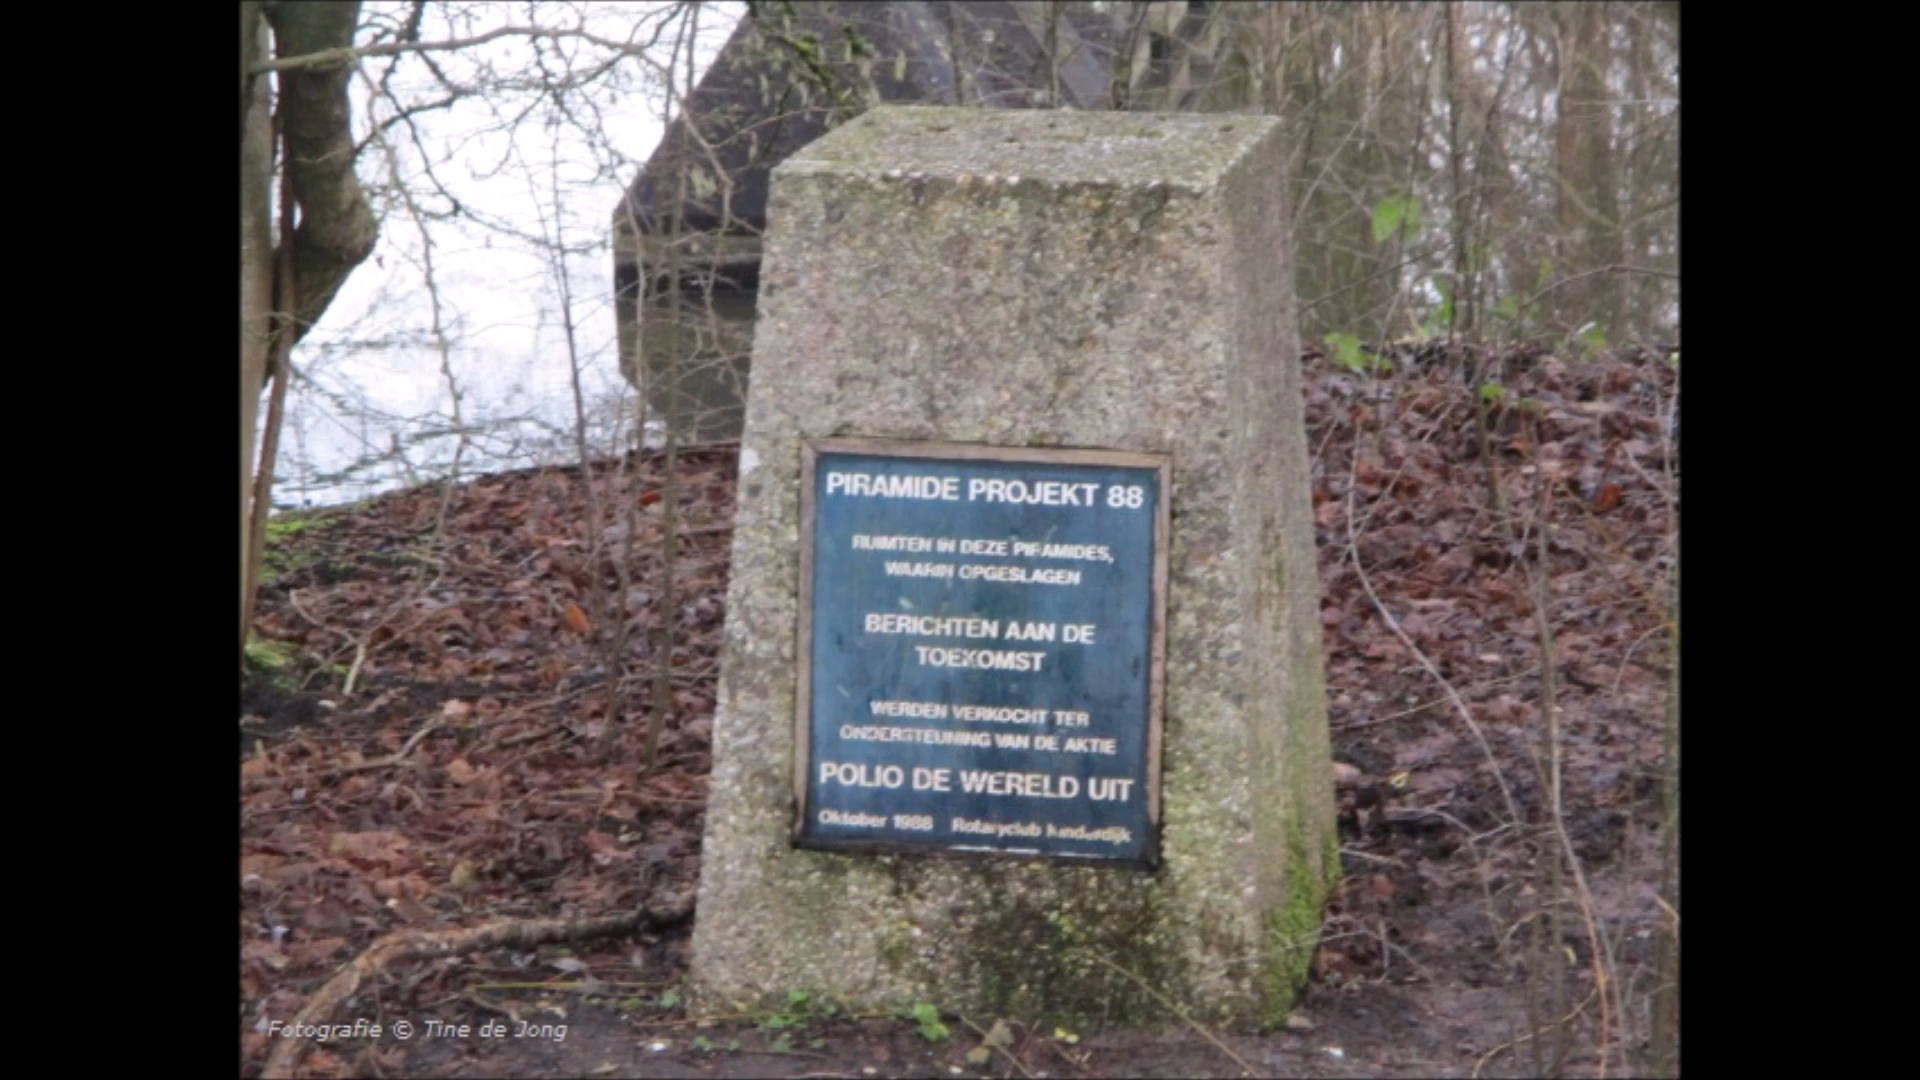 PIRAMIDE PROJEKT 88
RUIMTEN IN DEZE PIRAMIDES,
WAARIN OPGESLAGEN
BERICHTEN AAN DE
TOEKOMST
WERDEN VERKOCHT TER
ONDERSTEUNING VAN DE AKTIE
POLIO DE WERELD UIT
Oktober 1988 Rotaryclub Kinderdijk
Fotografie © Tine de Jong